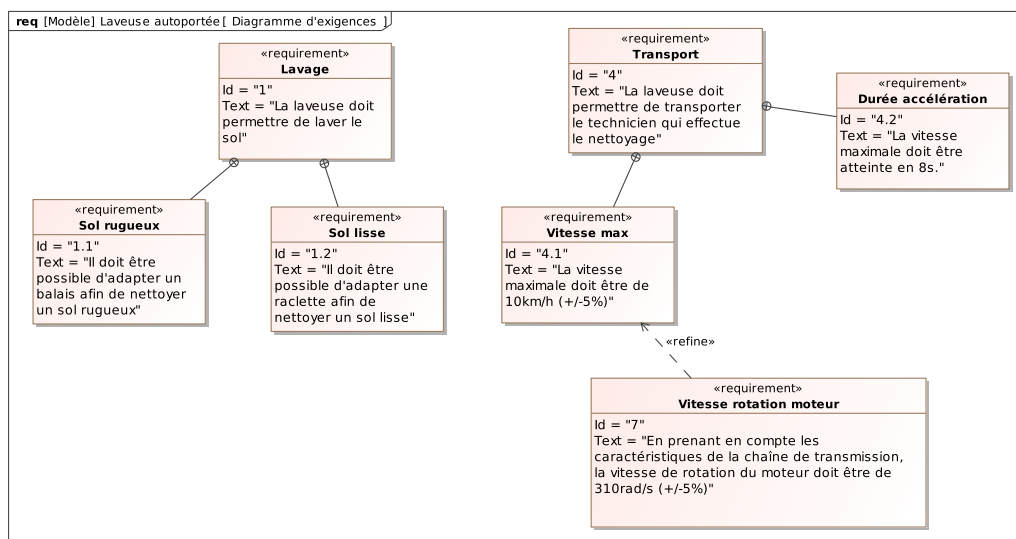 req [Modèle] Laveuse autoportée[ Diagramme d'exigences ]
«requirement»
Lavage
Id = "1"
Text = "La laveuse doit
permettre de laver le
sol"
«requirement»
Transport
Id = "4"
Text = "La laveuse doit
permettre de transporter
le technicien qui effectue
le nettoyage"
«requirement»
Durée accélération
Id = "4.2"
Text = "La vitesse
maximale doit être
atteinte en 8s."
«requirement»
Sol rugueux
Id = "1.1"
Text = "Il doit être
possible d'adapter un
balais afin de nettoyer
un sol rugueux"
«requirement»
Sol lisse
Id = "1.2"
Text = "Il doit être
possible d'adapter une
raclette afin de
nettoyer un sol lisse"
«requirement»
Vitesse max
Id = "4.1"
Text = "La vitesse
maximale doit être de
10km/h (+/-5%)"
«refine»
«requirement»
Vitesse rotation moteur
Id = "7"
Text = "En prenant en compte les
caractéristiques de la chaîne de transmission,
la vitesse de rotation du moteur doit être de
310rad/s (+/-5%)"